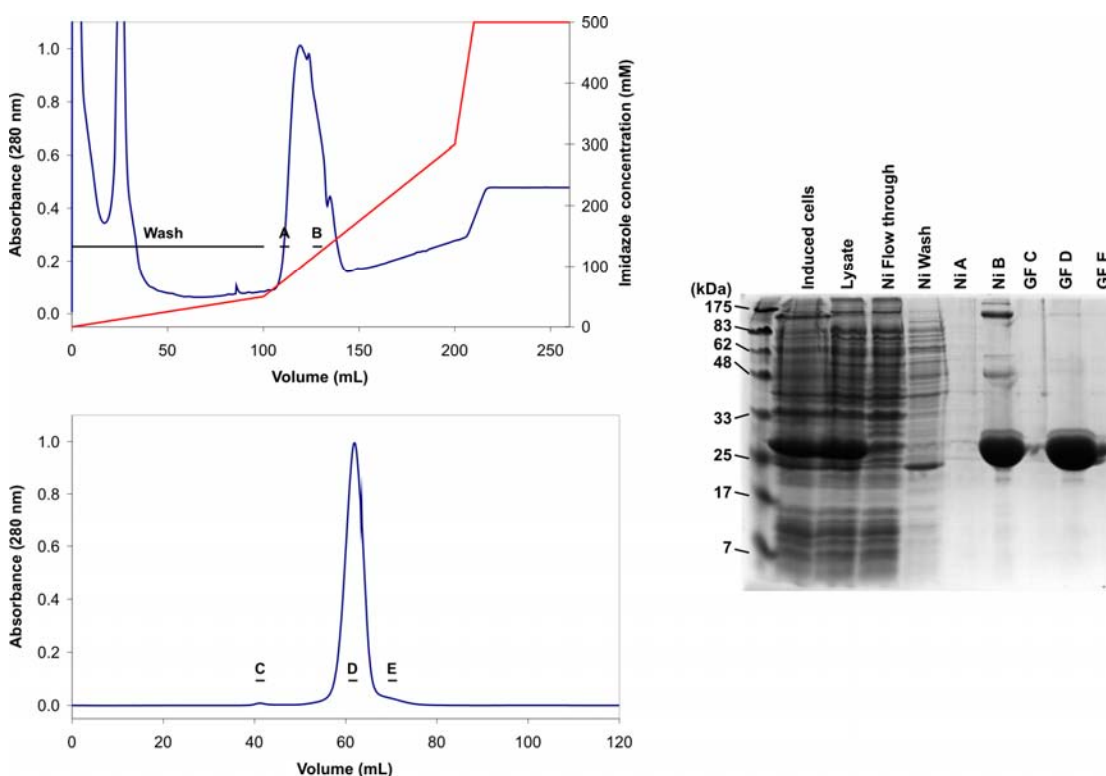 Absorbance (280 nm)
1.0
0.8
0.6
0.4
0.2
0.0
Wash
A
B
500
400
300
200
100
0
Imidazole concentration (mM)
0 50 100 150 200 250
Volume (mL)
Absorbance (280 nm)
1.0
0.8
0.6
0.4
0.2
0.0
C
D
E
0 20 40 60 80 100 120
Volume (mL)
Induced cells
Lysate
Ni Flow through
Ni Wash
Ni A
Ni B
GF C
GF D
GF E
(kDa)
175
83
62
48
33
25
17
7